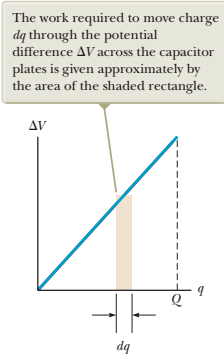 The work required to move charge
dq through the potential
difference ΔV across the capacitor
plates is given approximately by
the area of the shaded rectangle.
ΔV
q
Q
dq